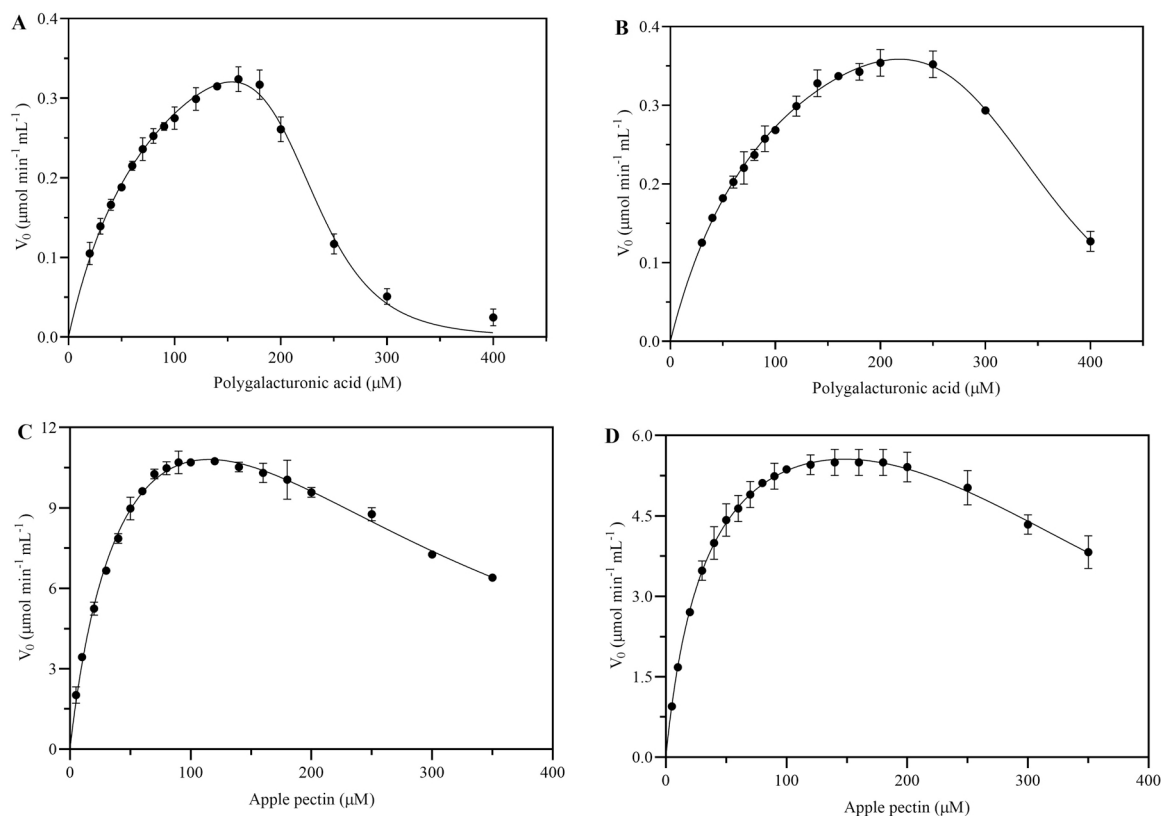 A
0.4
0.3
0.2
0.1
0.0
V0 (μmol min-1 mL-1 )
0 100 200 300 400
Polygalacturonic acid (μM)
B
0.4
0.3
0.2
0.1
0.0
V0 (μmol min-1 mL-1 )
0 100 200 300 400
Polygalacturonic acid (μM)
C
12
9
6
3
0
V0 (μmol min-1 mL-1 )
0 100 200 300 400
Apple pectin (μM)
D
6.0
4.5
3.0
1.5
0.0
V0 (μmol min-1 mL-1 )
0 100 200 300 400
Apple pectin (μM)